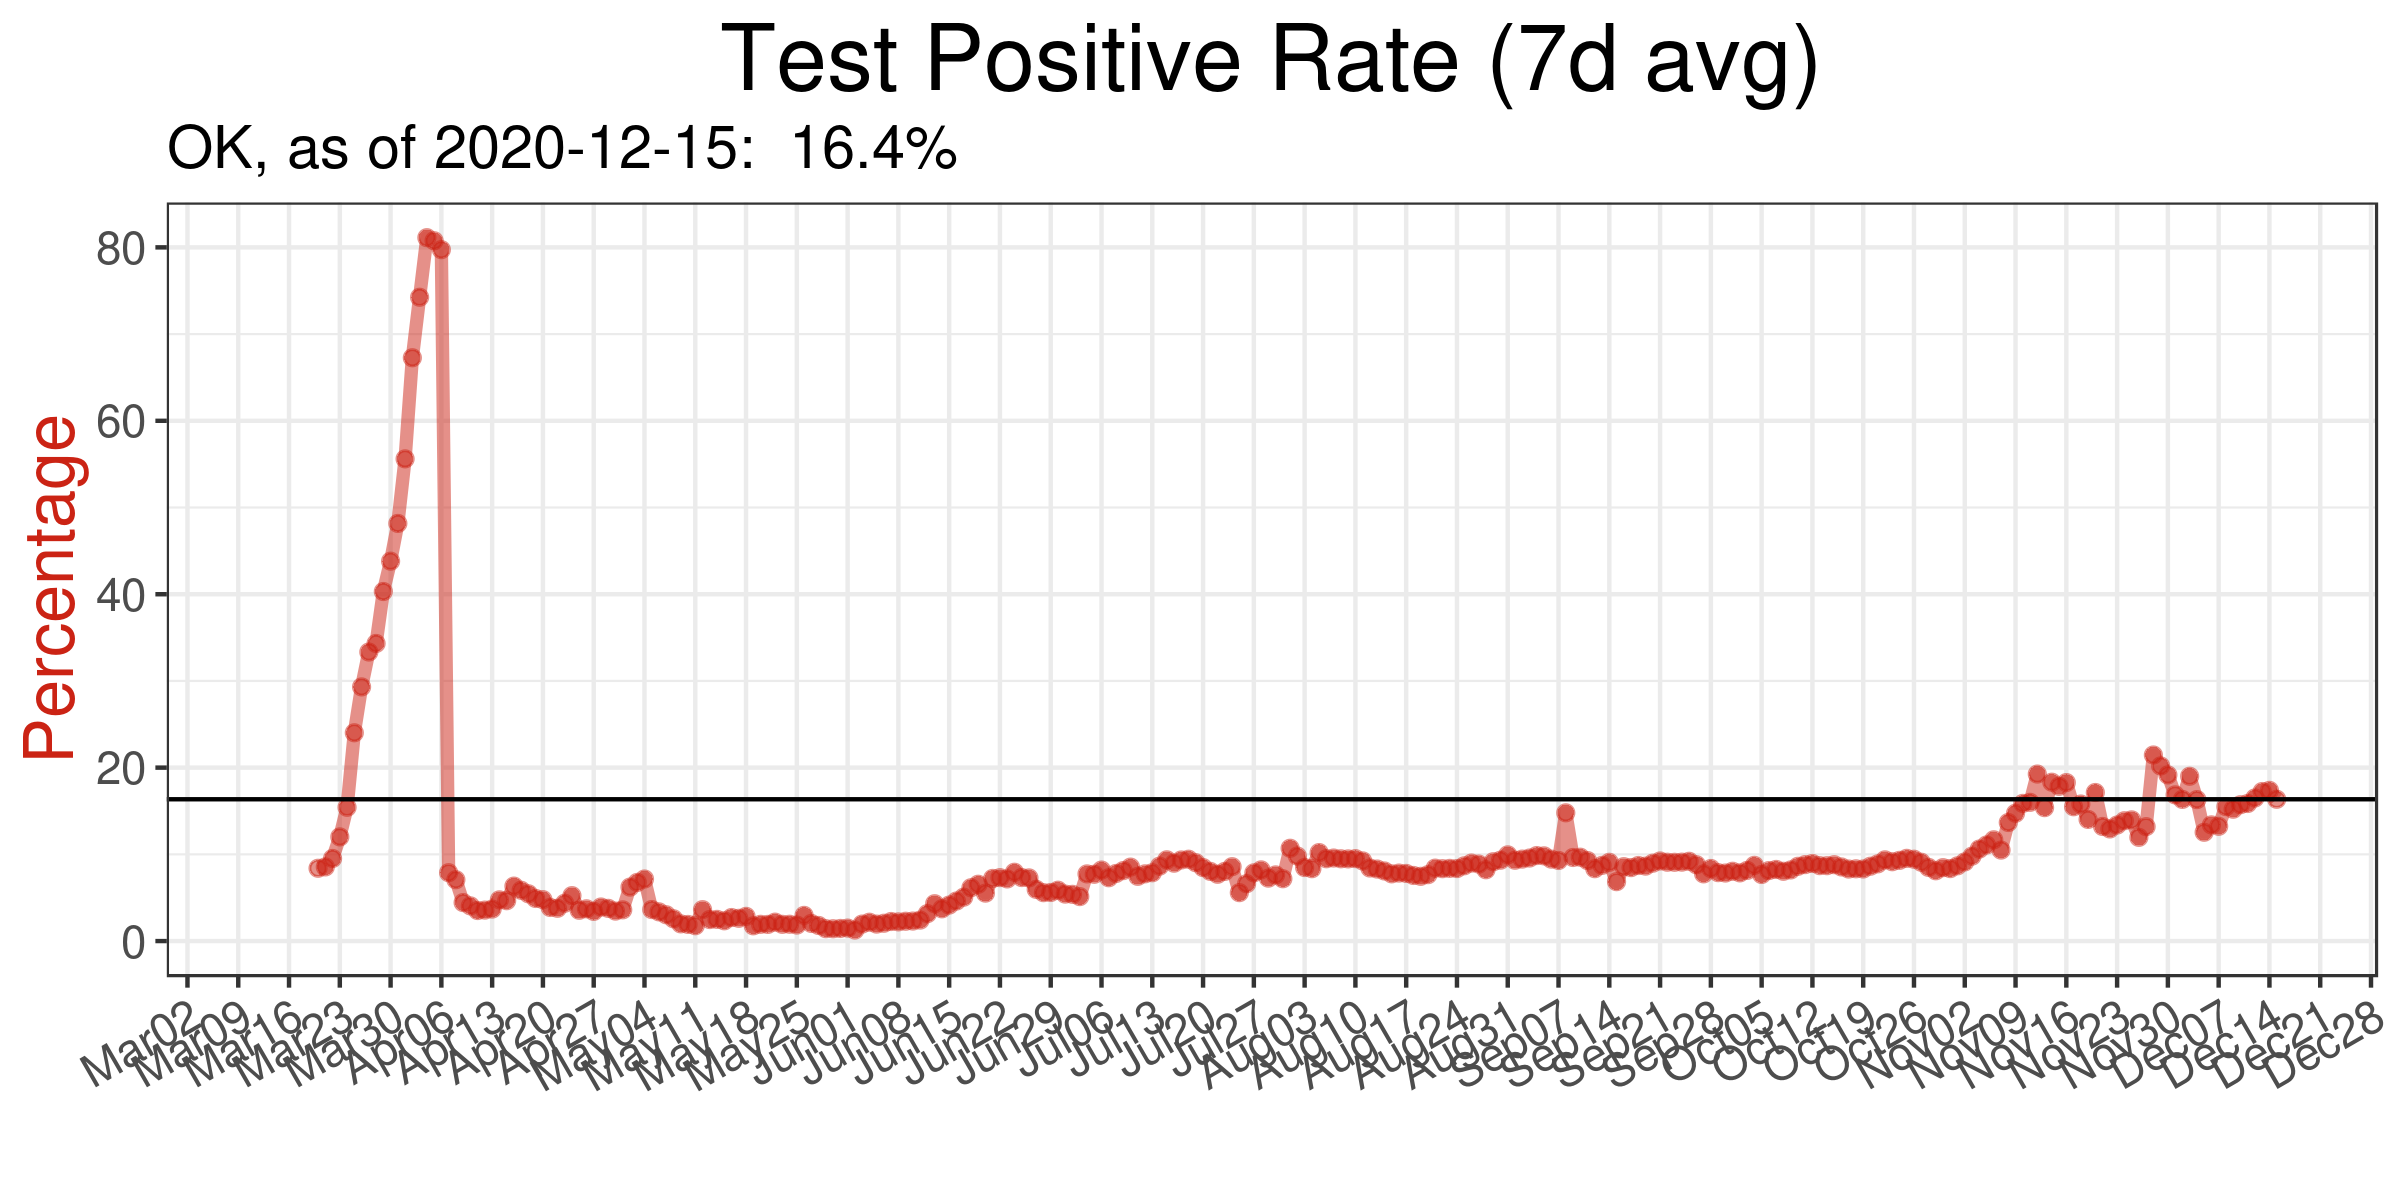 Test Positive Rate (7d avg)
OK, as of 2020-12-15:  16.4%
Percentage
80
60
40
20
0
Mar02
Mar09
Mar16
Mar23
Mar30
Apr06
Apr13
Apr20
Apr27
May04
May11
May18
May25
Jun01
Jun08
Jun15
Jun22
Jun29
Jul06
Jul13
Jul20
Jul27
Aug03
Aug10
Aug17
Aug24
Aug31
Sep07
Sep14
Sep21
Sep28
Oct05
Oct12
Oct19
Oct26
Nov02
Nov09
Nov16
Nov23
Nov30
Dec07
Dec14
Dec21
Dec28